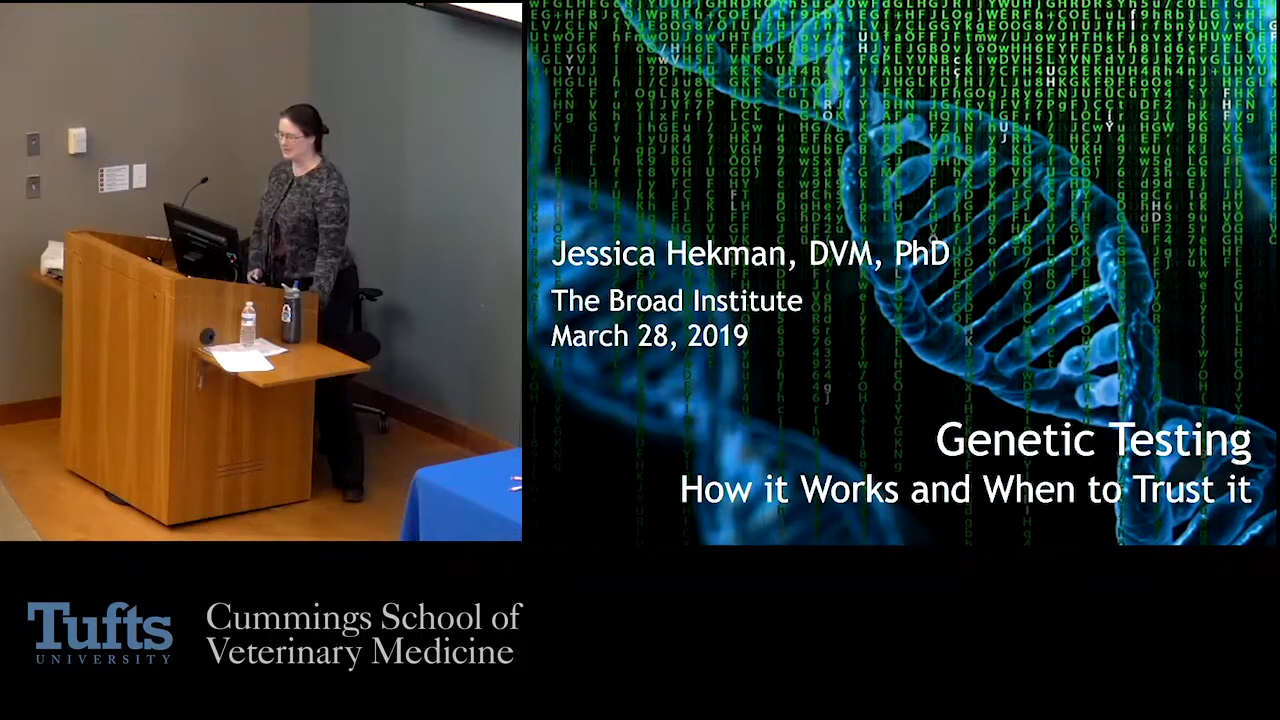 Jessica Hekman, DVM, PhD
The Broad Institute
March 28, 2019
Genetic Testing
How it Works and When to Trust it
Tufts
UNIVERSITY
Cummings School of
Veterinary Medicine